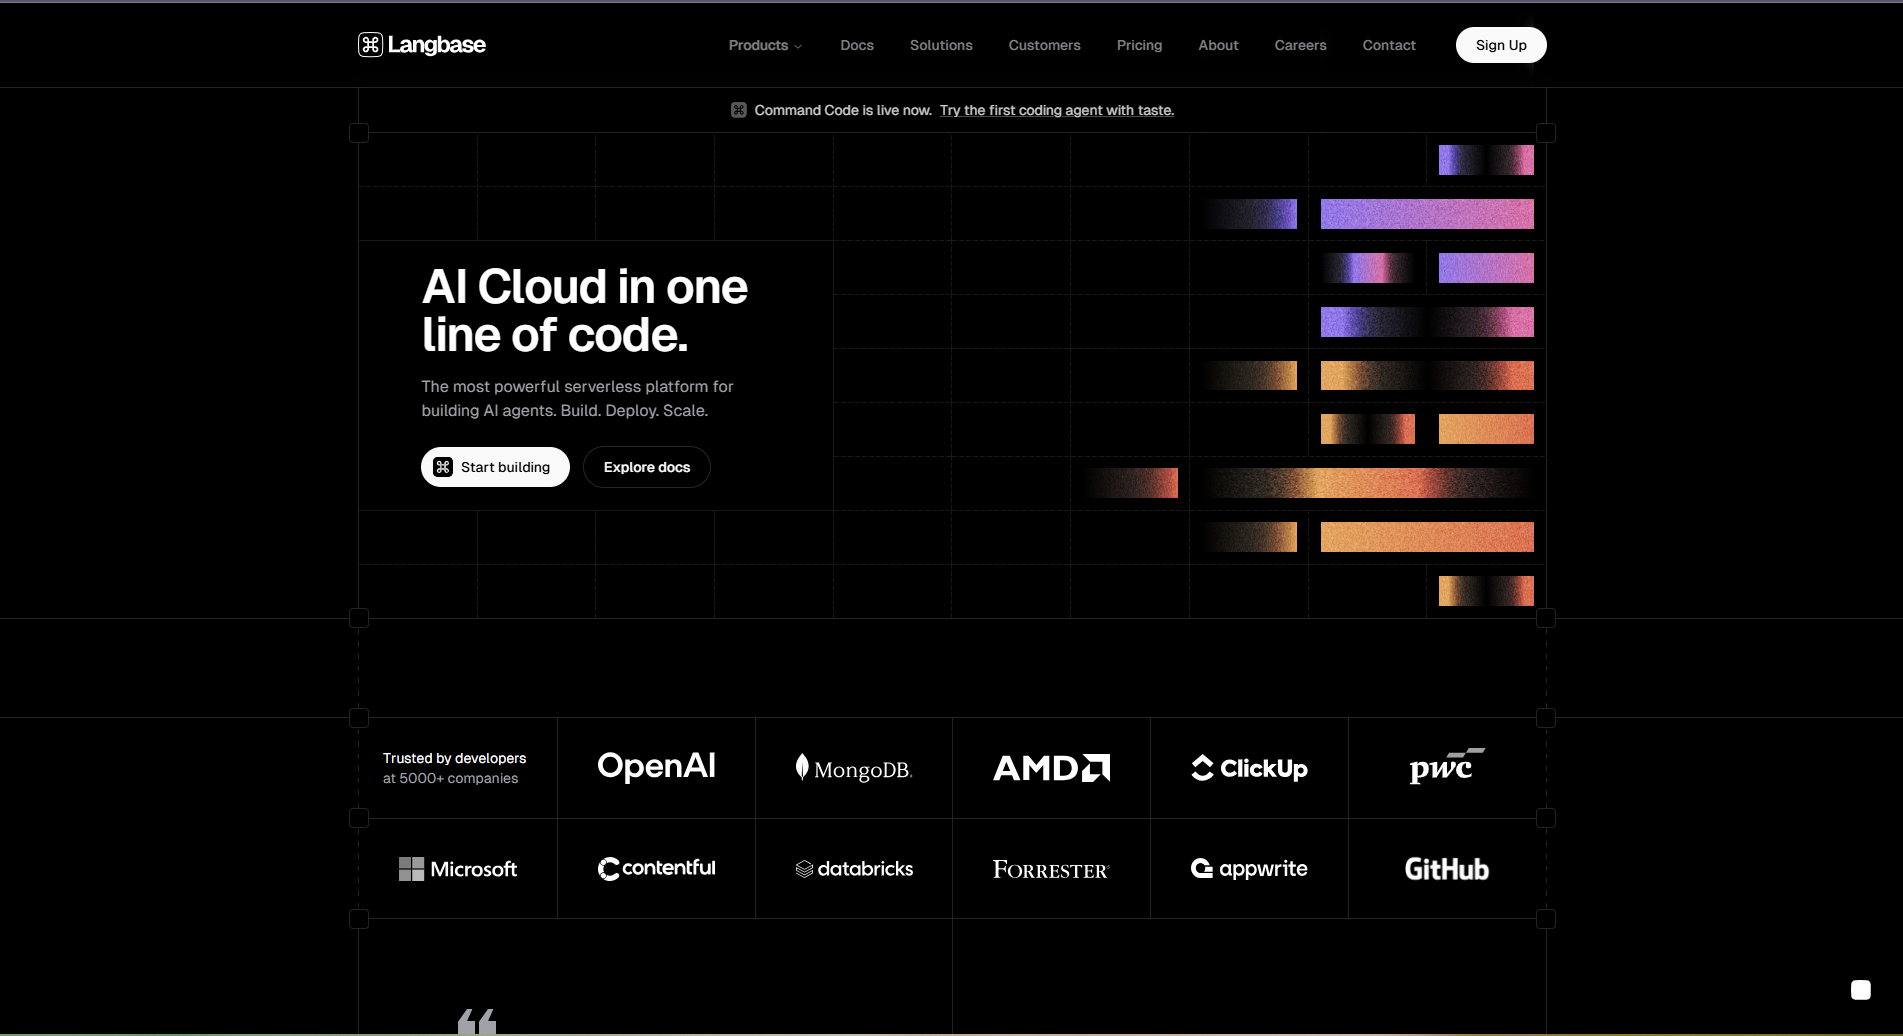 Langbase
Products
Docs
Solutions
Customers
Pricing
About
Careers
Contact
Sign Up
Command Code is live now. Try the first coding agent with taste.
AI Cloud in one
line of code.
The most powerful serverless platform for
building AI agents. Build. Deploy. Scale.
Start building
Explore docs
Trusted by developers
at 5000+ companies
OpenAI
MongoDB.
AMD
ClickUp
pwc
Microsoft
contentful
databricks
FORRESTER®
appwrite
GitHub
“